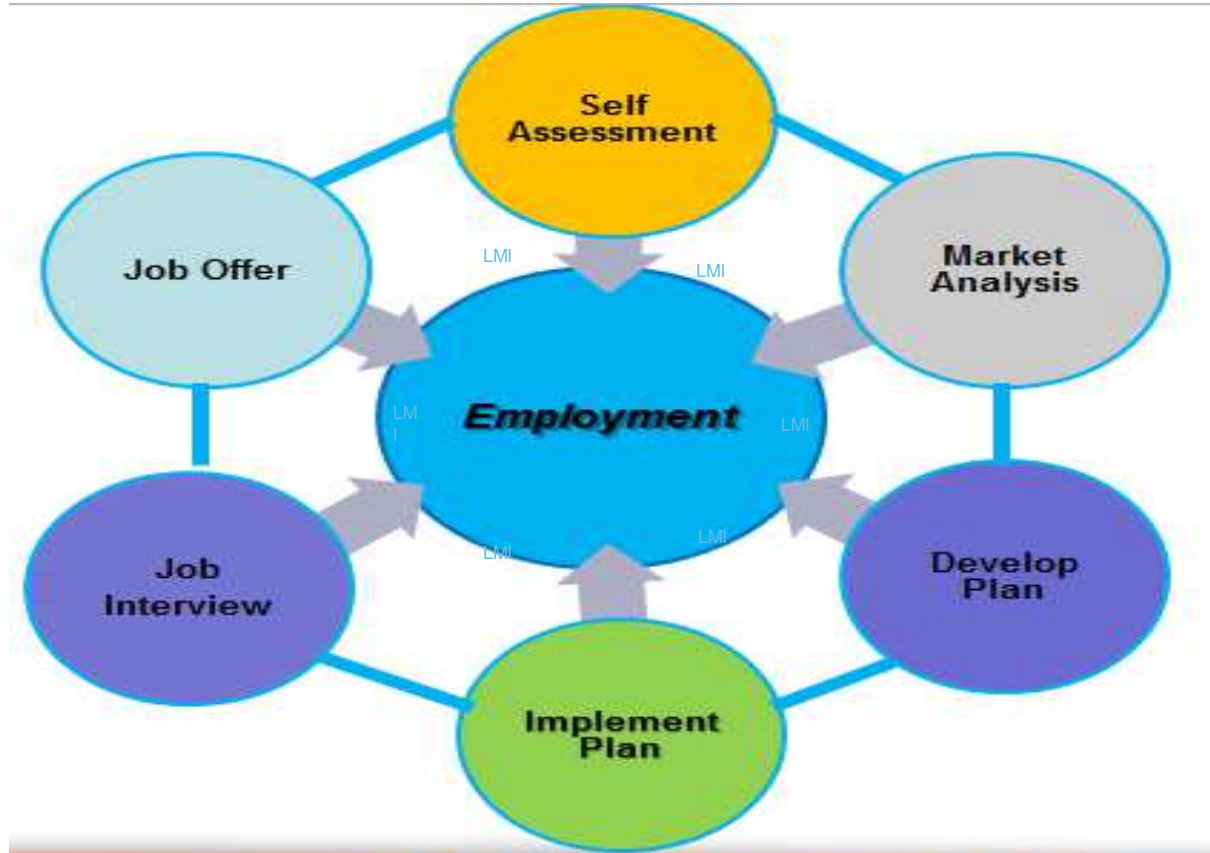 Self
Assessment
LMI
LMI
Job Offer
Market
Analysis
LM
I
Employment
LMI
LMI
LMI
Job
Interview
Develop
Plan
Implement
Plan